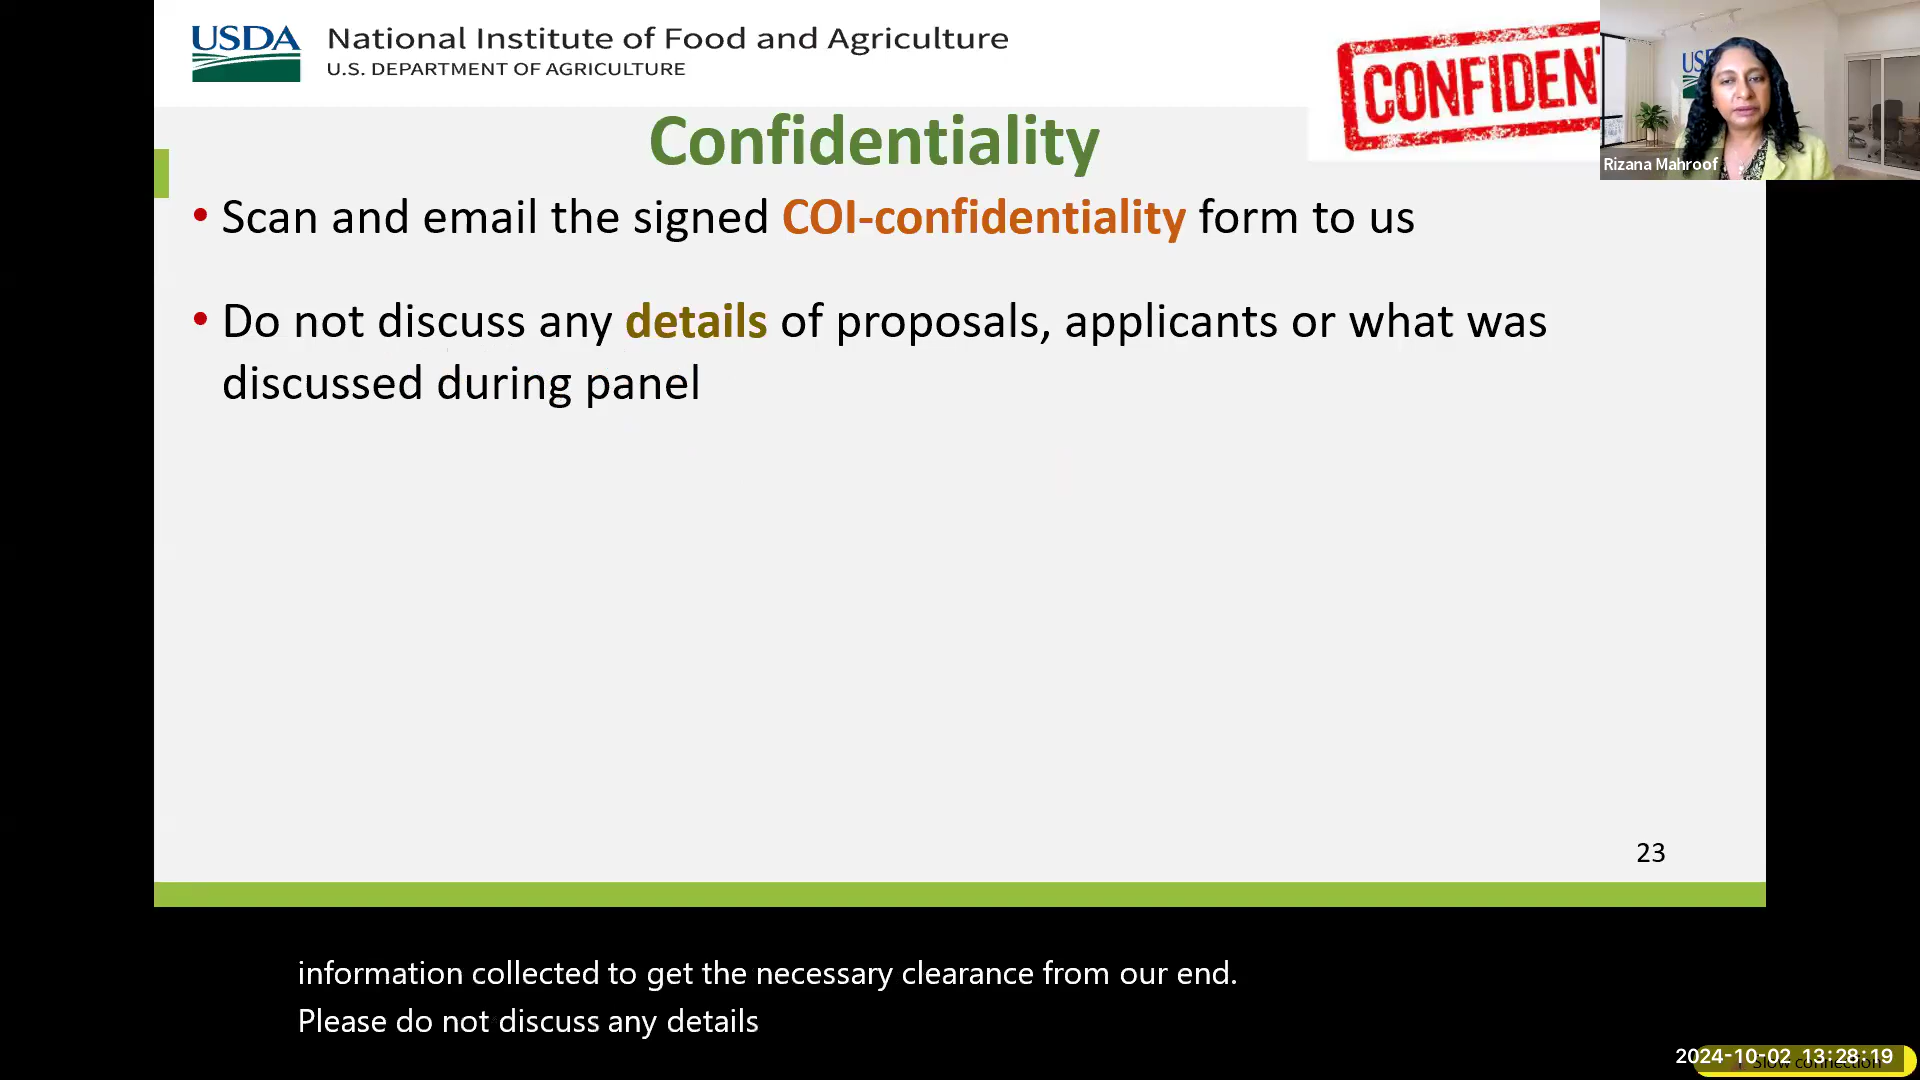 USDA
National Institute of Food and Agriculture
U.S. DEPARTMENT OF AGRICULTURE
CONFIDEN
US
Rizana Mahroof
Confidentiality
• Scan and email the signed COI-confidentiality form to us
• Do not discuss any details of proposals, applicants or what was
discussed during panel
23
information collected to get the necessary clearance from our end.
Please do not discuss any details
2024-10-02 13:28:19
Slow connection